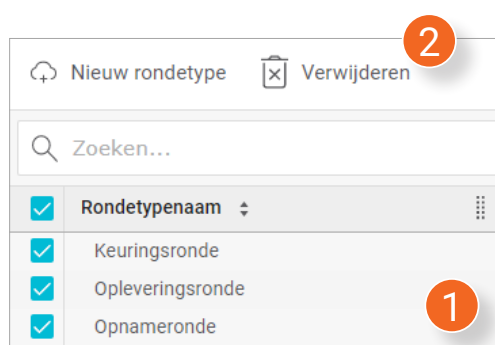 2
Nieuw rondetype Verwijderen
Zoeken...
Rondetypenaam
Keuringsronde
Opleveringsronde
Opnameronde
1